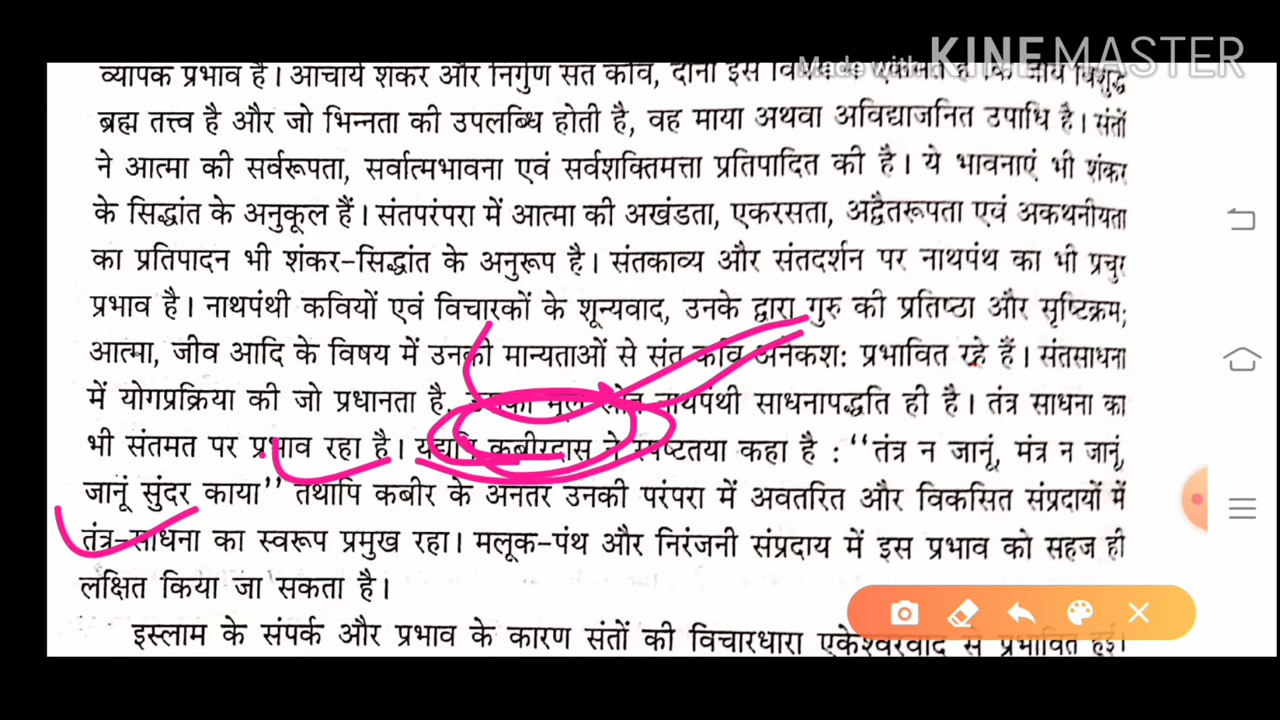 Made with KINEMASTER
व्यापक प्रभाव है। आचार्य शंकर और निर्गुण संत कवि, दोनों इस
ब्रह्म तत्त्व है और जो भिन्नता की उपलब्धि होती है, वह माया अथवा अविद्याजनित उपाधि है। संतों
ने आत्मा की सर्वरूपता, सर्वात्मभावना एवं सर्वशक्तिमत्ता प्रतिपादित की है। ये भावनाएं भी शंकर
के सिद्धांत के अनुकूल हैं। संतपरंपरा में आत्मा की अखंडता, एकरसता, अद्वैतरूपता एवं अकथनीयता
का प्रतिपादन भी शंकर-सिद्धांत के अनुरूप है। संतकाव्य और संतदर्शन पर नाथपंथ का भी प्रचुर
प्रभाव है। नाथपंथी कवियों एवं विचारकों के शून्यवाद, उनके द्वारा गुरु की प्रतिष्ठा और सृष्टिक्रम;
आत्मा, जीव आदि के विषय में उनकी मान्यताओं से संत कवि अनेकशः प्रभावित रहे हैं। संतसाधना
में योगप्रक्रिया की जो प्रधानता है, उसका मूल स्रोत नाथपंथी साधनापद्धति ही है। तंत्र साधना का
भी संतमत पर प्रभाव रहा है। यद्यपि कबीरदास ने स्पष्टतया कहा है : ‘‘तंत्र न जानूं, मंत्र न जानूं,
जानूं सुंदर काया’’ तथापि कबीर के अनंतर उनकी परंपरा में अवतरित और विकसित संप्रदायों में
तंत्र-साधना का स्वरूप प्रमुख रहा। मलूक-पंथ और निरंजनी संप्रदाय में इस प्रभाव को सहज ही
लक्षित किया जा सकता है।
इस्लाम के संपर्क और प्रभाव के कारण संतों की विचारधारा एकेश्वरवाद से प्रभावित हुई।